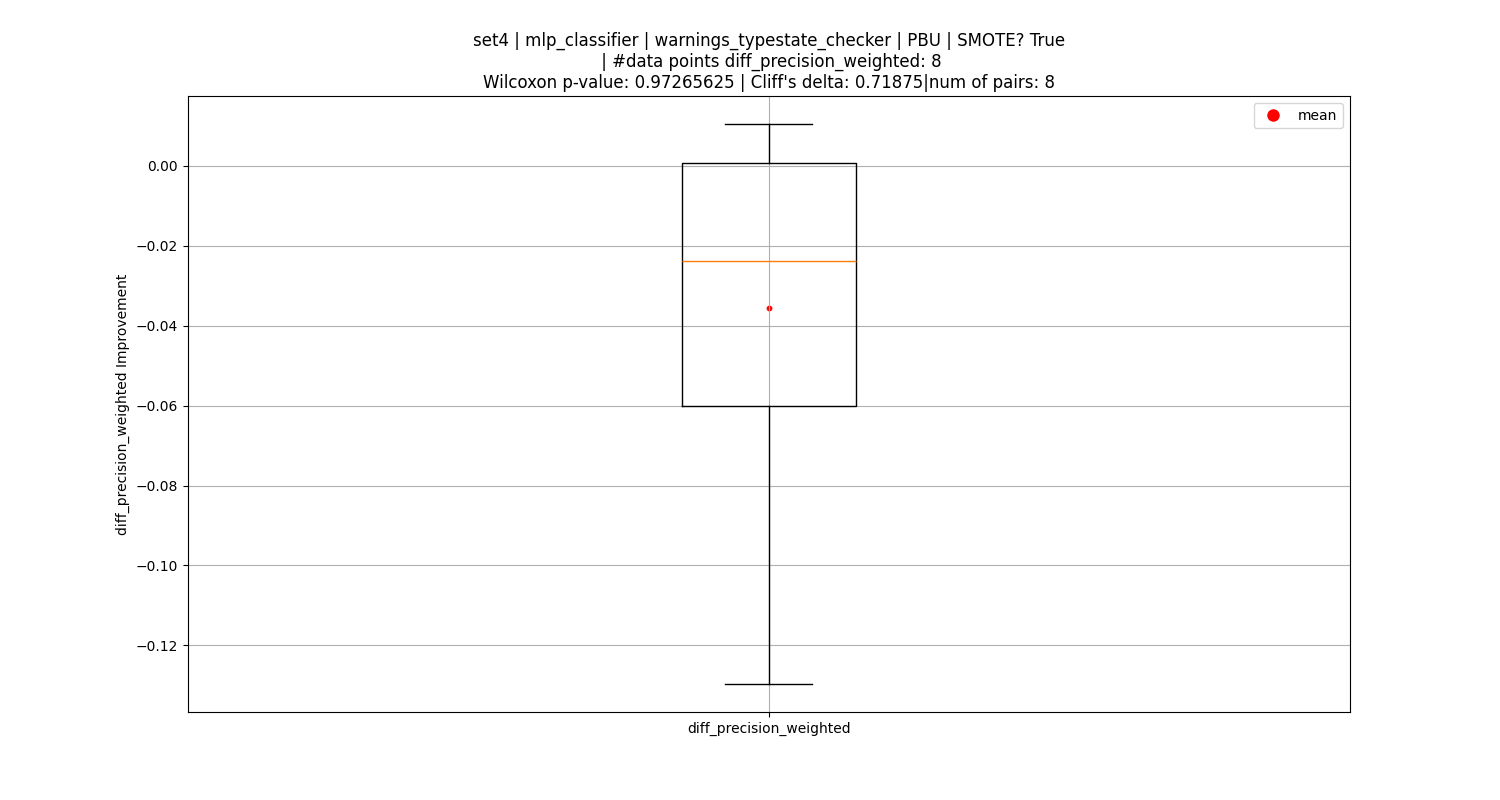 set4 | mlp_classifier | warnings_typestate_checker | PBU | SMOTE? True
| #data points diff_precision_weighted: 8
Wilcoxon p-value: 0.97265625 | Cliff's delta: 0.71875|num of pairs: 8
mean
0.00
−0.02
−0.04
−0.06
−0.08
−0.10
−0.12
diff_precision_weighted Improvement
diff_precision_weighted